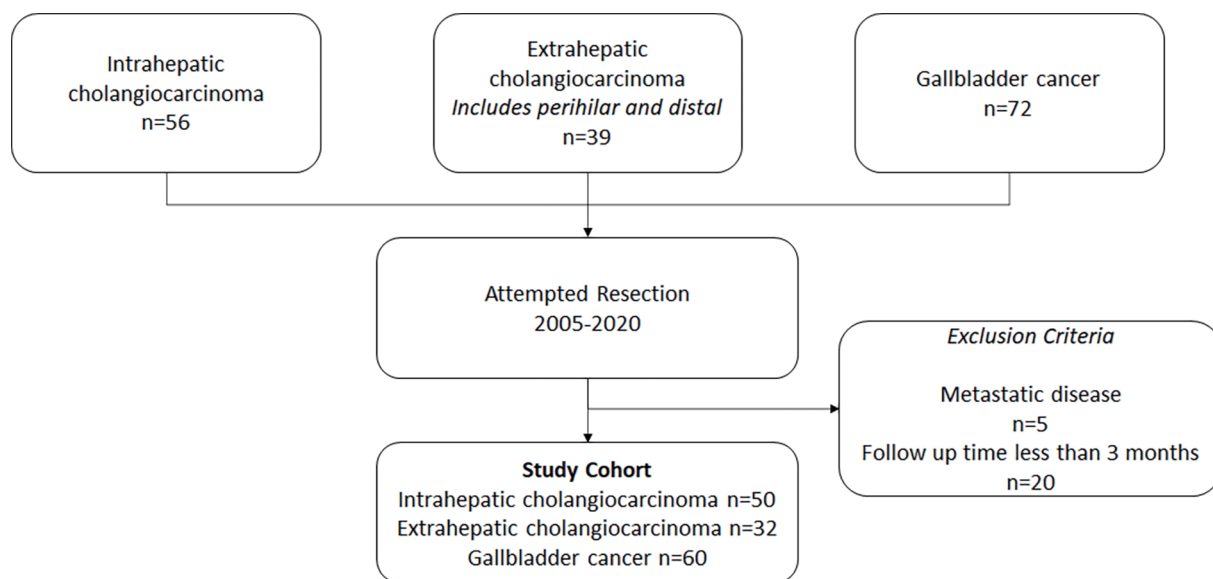 Intrahepatic
cholangiocarcinoma
n=56
Extrahepatic
cholangiocarcinoma
Includes perihilar and distal
n=39
Gallbladder cancer
n=72
Attempted Resection
2005-2020
Exclusion Criteria
Metastatic disease
n=5
Follow up time less than 3 months
n=20
Study Cohort
Intrahepatic cholangiocarcinoma n=50
Extrahepatic cholangiocarcinoma n=32
Gallbladder cancer n=60